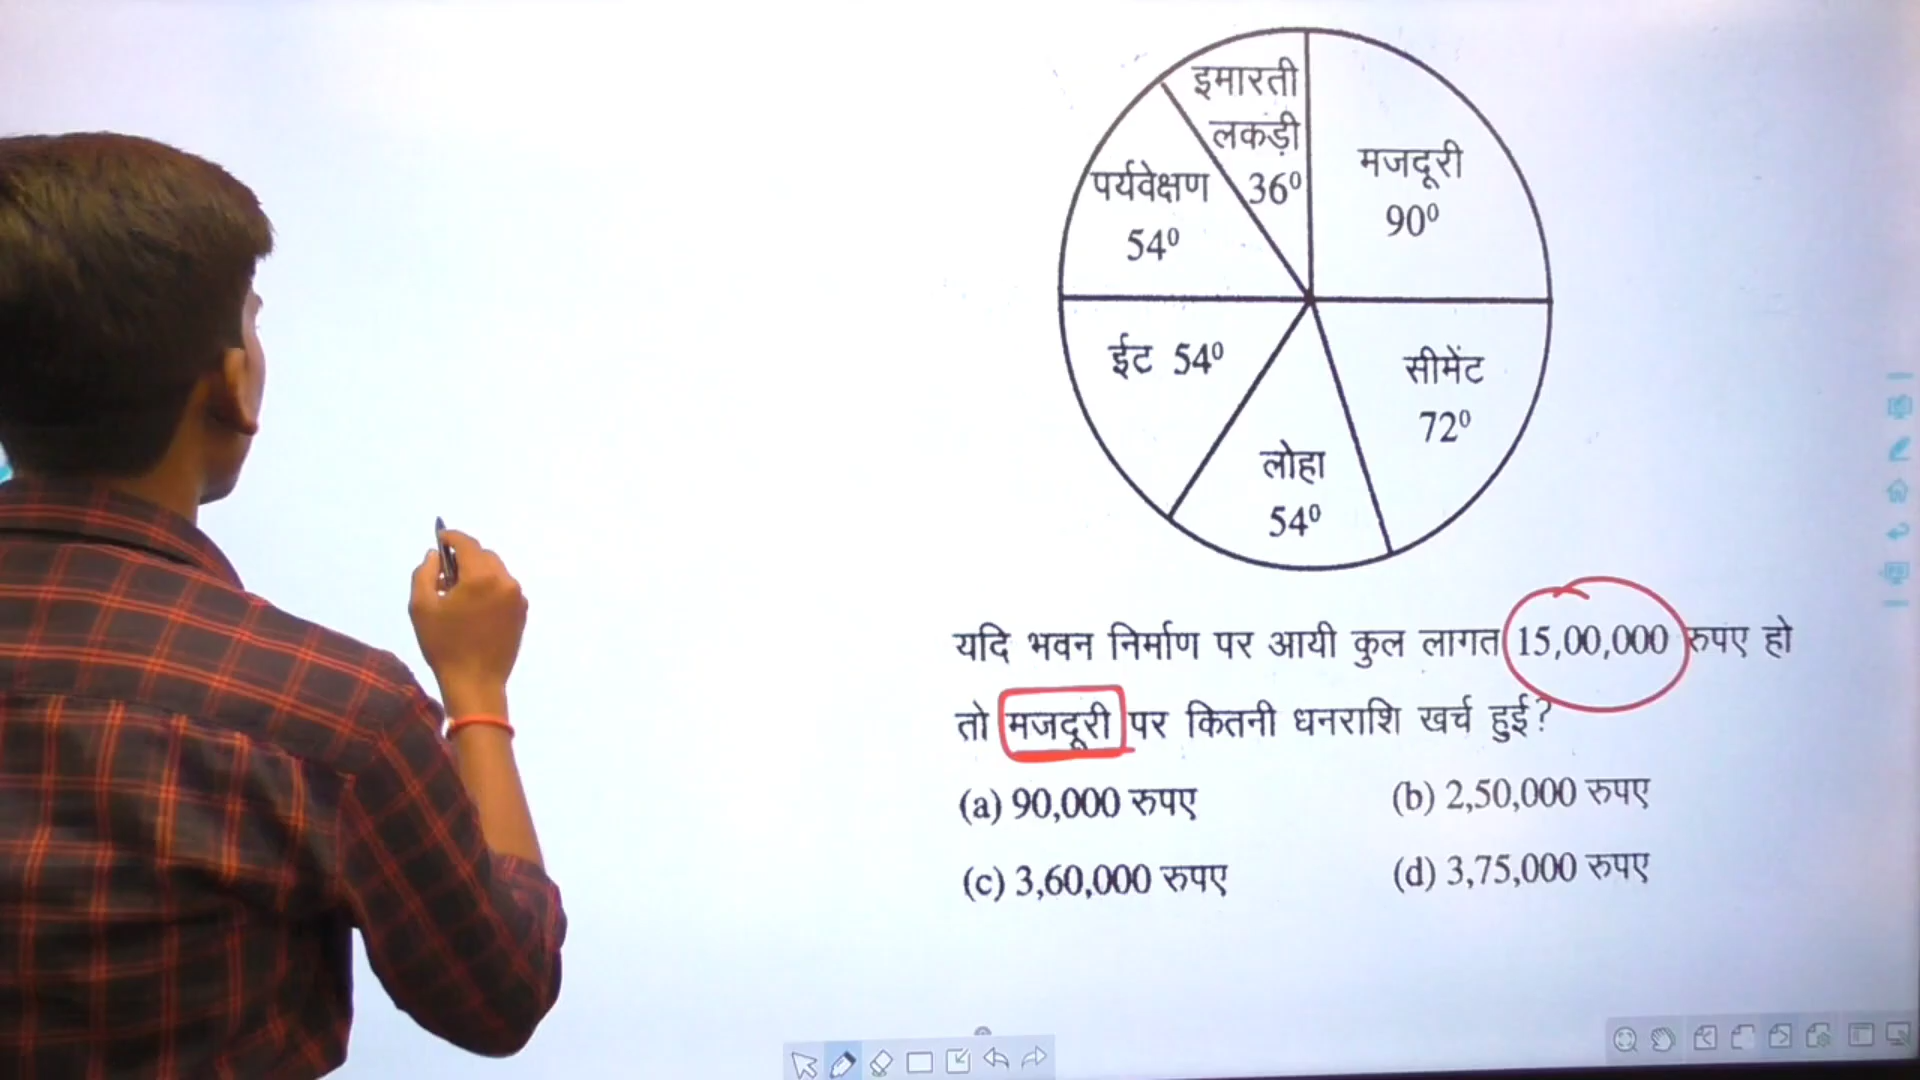 इमारती
लकड़ी
36⁰
मजदूरी
90⁰
पर्यवेक्षण
54⁰
ईट 54⁰
सीमेंट
72⁰
लोहा
54⁰
यदि भवन निर्माण पर आयी कुल लागत 15,00,000 रुपए हो
तो मजदूरी पर कितनी धनराशि खर्च हुई?
(a) 90,000 रुपए
(b) 2,50,000 रुपए
(c) 3,60,000 रुपए
(d) 3,75,000 रुपए